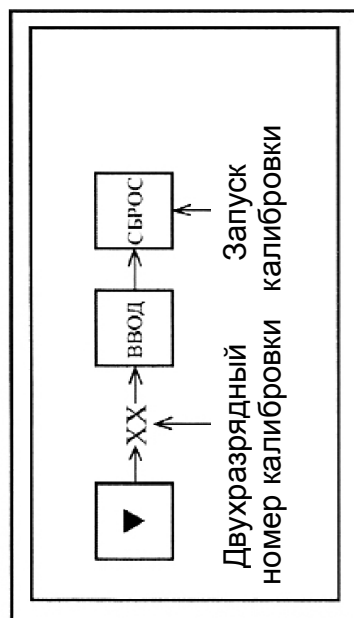 ▼
XX
ВВОД
СБРОС
Двухразрядный
номер калибровки
Запуск
калибровки